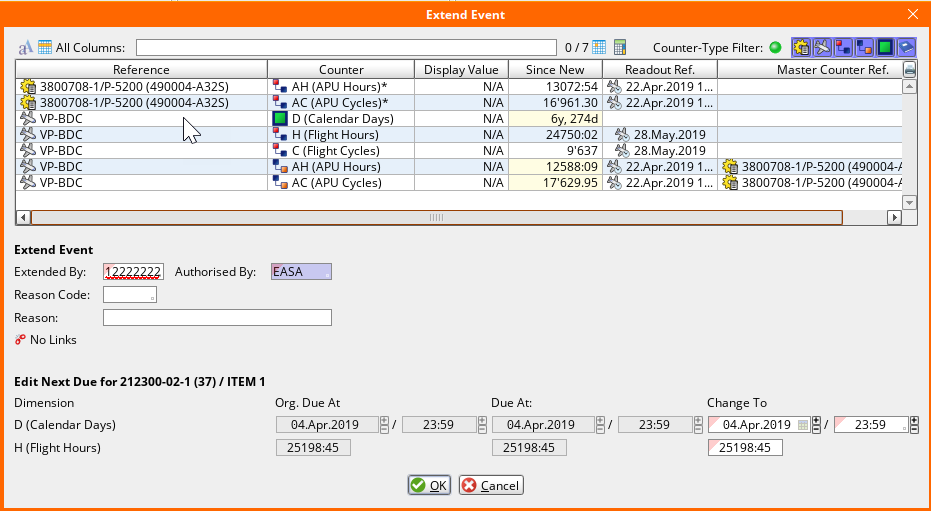 Extend Event
All Columns: 0 / 7 Counter-Type Filter:
Reference Counter Display Value Since New Readout Ref. Master Counter Ref.
3800708-1/P-5200 (490004-A32S) AH (APU Hours)* N/A 13072:54 22.Apr.2019 1...
3800708-1/P-5200 (490004-A32S) AC (APU Cycles)* N/A 16'961.30 22.Apr.2019 1...
VP-BDC D (Calendar Days) N/A 6y, 274d
VP-BDC H (Flight Hours) N/A 24750:02 28.May.2019
VP-BDC C (Flight Cycles) N/A 9'637 28.May.2019
VP-BDC AH (APU Hours) N/A 12588:09 22.Apr.2019 1... 3800708-1/P-5200 (490004-A
VP-BDC AC (APU Cycles) N/A 17'629.95 22.Apr.2019 1... 3800708-1/P-5200 (490004-A
Extend Event
Extended By: 12222222 Authorised By: EASA
Reason Code:
Reason:
No Links
Edit Next Due for 212300-02-1 (37) / ITEM 1
Dimension Org. Due At Due At: Change To
D (Calendar Days) 04.Apr.2019 / 23:59 04.Apr.2019 / 23:59 04.Apr.2019 / 23:59
H (Flight Hours) 25198:45 25198:45 25198:45
OK Cancel